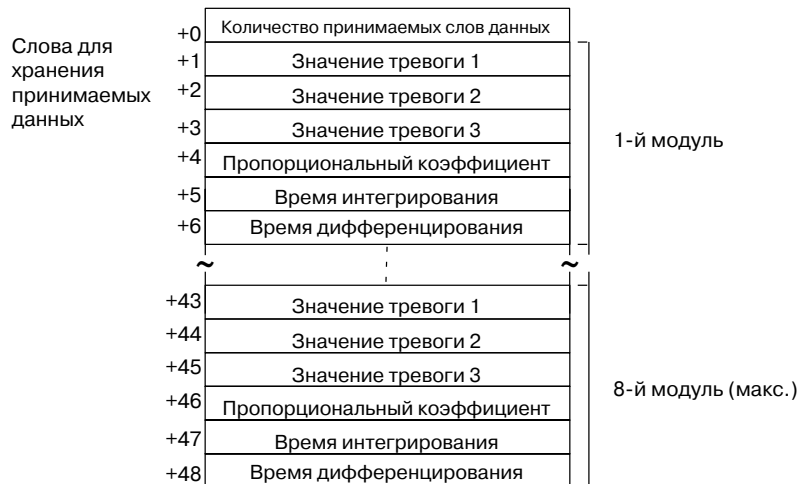 Слова для
хранения
принимаемых
данных
+0 Количество принимаемых слов данных
+1 Значение тревоги 1
+2 Значение тревоги 2
+3 Значение тревоги 3
+4 Пропорциональный коэффициент
+5 Время интегрирования
+6 Время дифференцирования
1-й модуль
~ ~
+43 Значение тревоги 1
+44 Значение тревоги 2
+45 Значение тревоги 3
+46 Пропорциональный коэффициент
+47 Время интегрирования
+48 Время дифференцирования
8-й модуль (макс.)